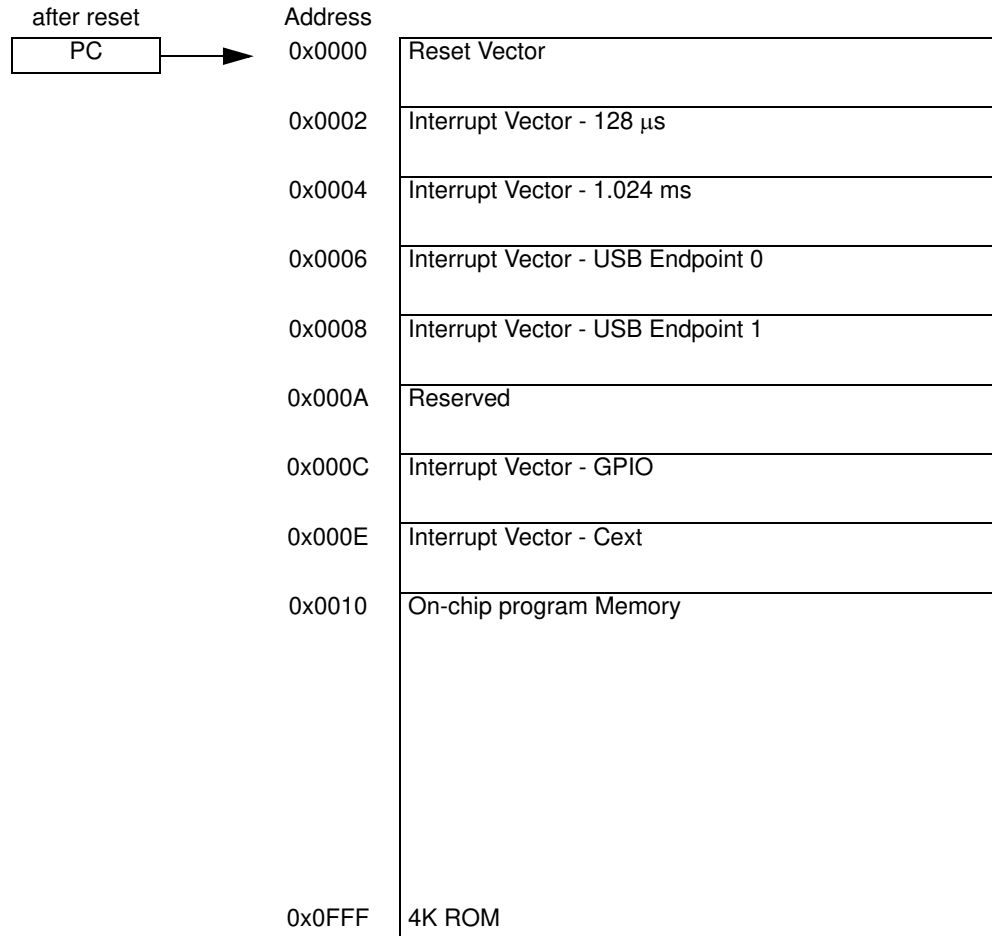 after reset Address
PC 0x0000 Reset Vector
0x0002 Interrupt Vector - 128 μs
0x0004 Interrupt Vector - 1.024 ms
0x0006 Interrupt Vector - USB Endpoint 0
0x0008 Interrupt Vector - USB Endpoint 1
0x000A Reserved
0x000C Interrupt Vector - GPIO
0x000E Interrupt Vector - Cext
0x0010 On-chip program Memory
0x0FFF 4K ROM